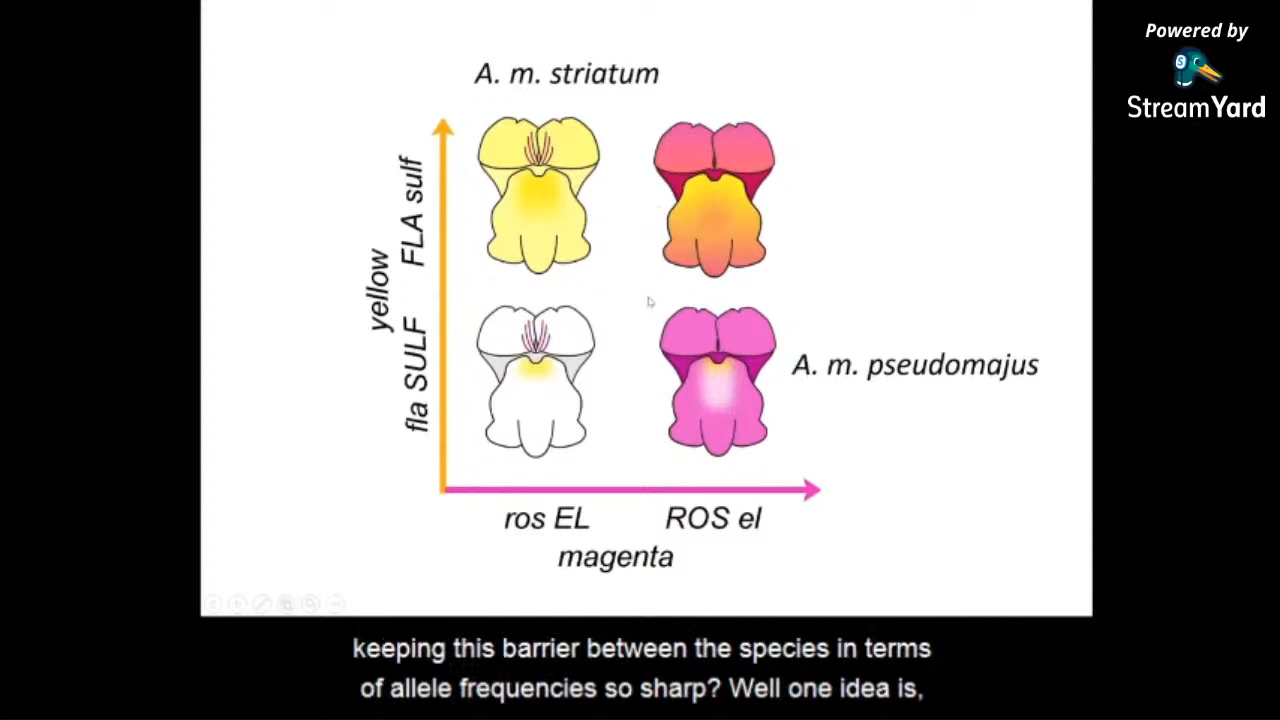 Powered by
StreamYard
A. m. striatum
yellow
fla SULF FLA sulf
A. m. pseudomajus
ros EL ROS el
magenta
keeping this barrier between the species in terms
of allele frequencies so sharp? Well one idea is,